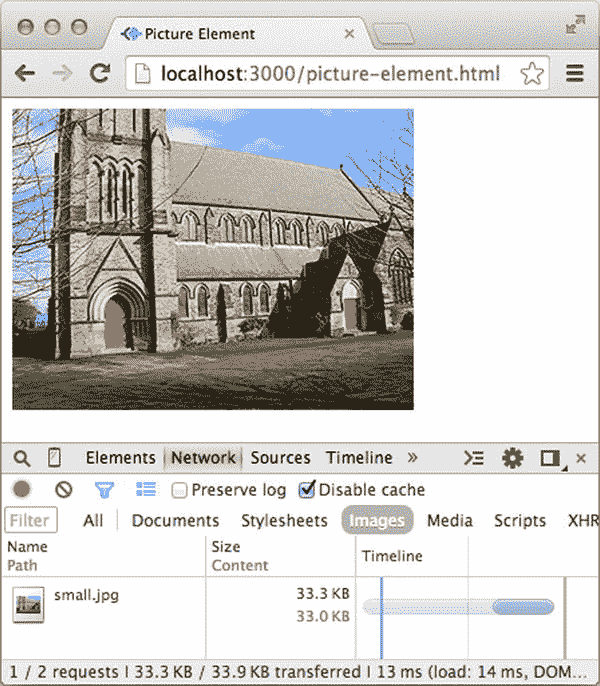 Picture Element
localhost:3000/picture-element.html
Elements Network Sources Timeline »
Preserve log Disable cache
Filter All Documents Stylesheets Images Media Scripts XHR
Name Size Timeline
Path Content
small.jpg 33.3 KB
33.0 KB
1 / 2 requests I 33.3 KB / 33.9 KB transferred I 13 ms (load: 14 ms, DOM...